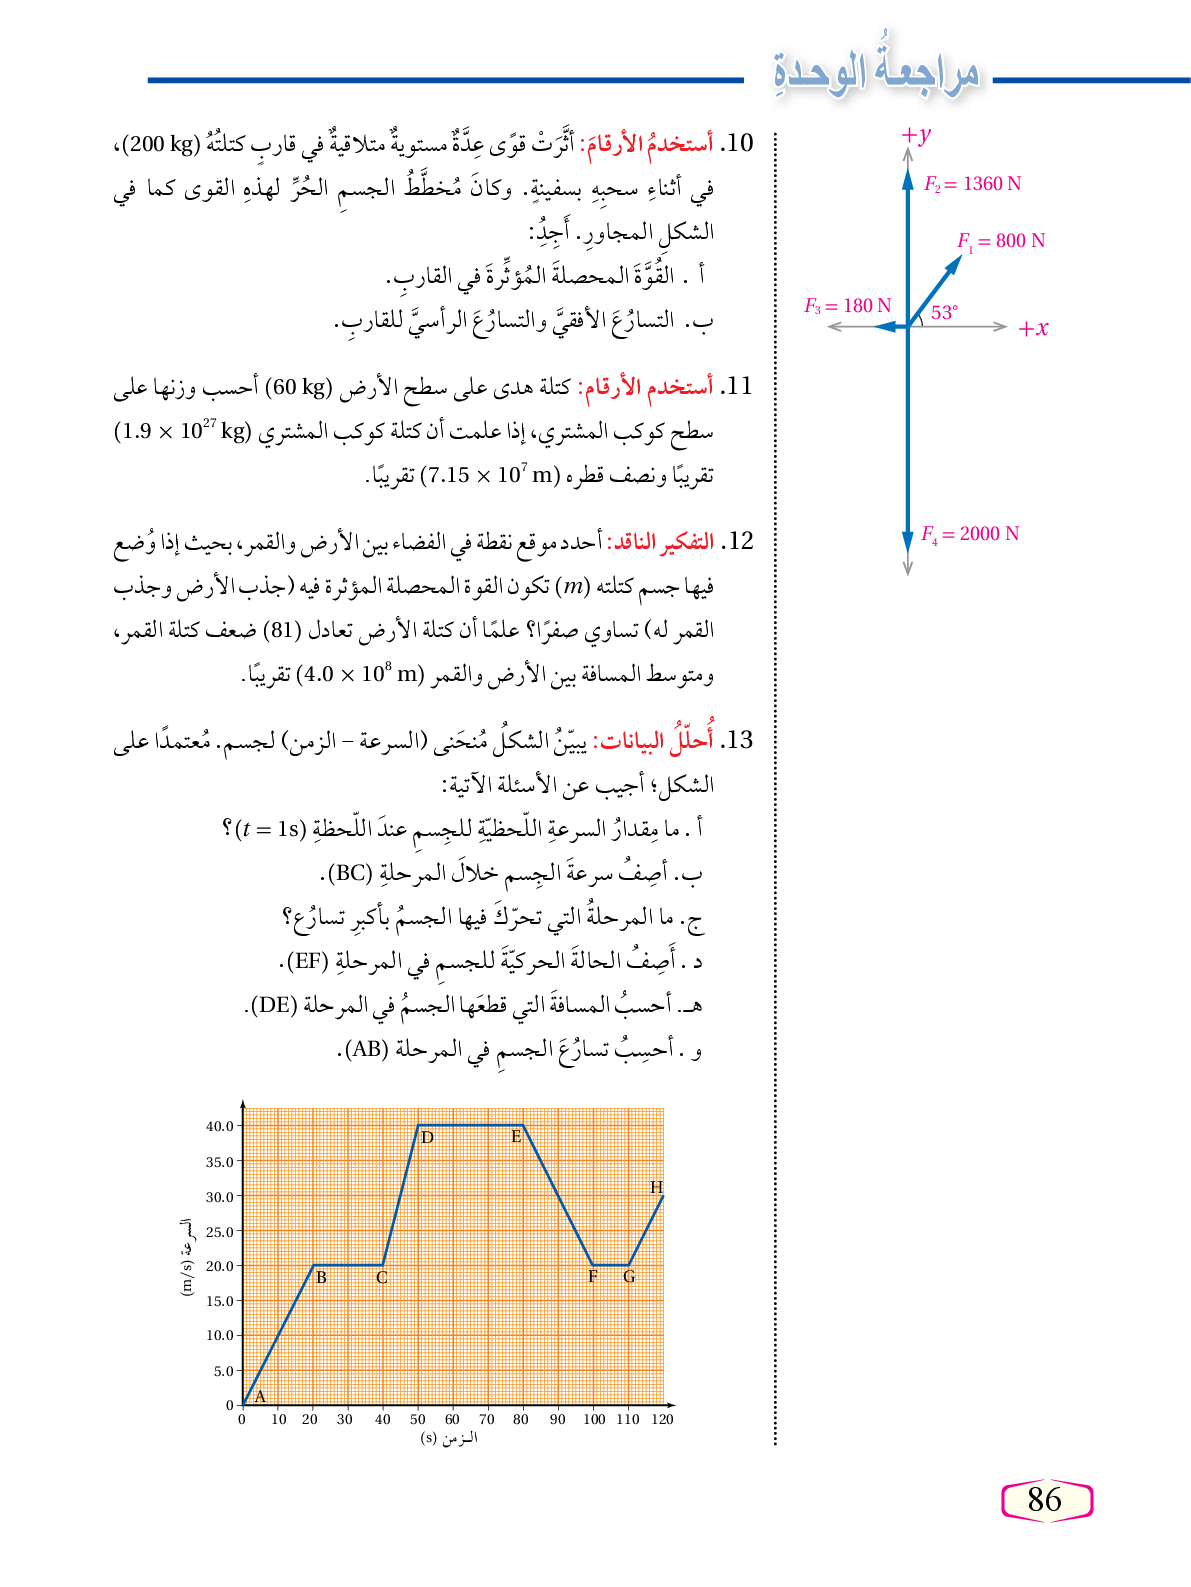 مراجعةُ الوحدةِ
10. أستخدمُ الأرقامَ: أثَّرَتْ قوًى عِدَّةٌ مستويةٌ متلاقيةٌ في قاربٍ كتلتُهُ (200 kg)،
في أثناءِ سحبِهِ بسفينةٍ. وكانَ مُخطَّطُ الجسمِ الحُرِّ لهذهِ القوى كما في
الشكلِ المجاورِ. أَجِدُ:
أ . القُوَّةَ المحصلةَ المُؤثِّرةَ في القاربِ.
ب. التسارُعَ الأفقيَّ والتسارُعَ الرأسيَّ للقاربِ.
+y
F₂ = 1360 N
F₁ = 800 N
F₃ = 180 N
53°
+x
F₄ = 2000 N
11. أستخدم الأرقام: كتلة هدى على سطح الأرض (60 kg) أحسب وزنها على
سطح كوكب المشتري، إذا علمت أن كتلة كوكب المشتري (1.9 × 10²⁷ kg)
تقريبًا ونصف قطره (7.15 × 10⁷ m) تقريبًا.
12. التفكير الناقد: أحدد موقع نقطة في الفضاء بين الأرض والقمر، بحيث إذا وُضع
فيها جسم كتلته (m) تكون القوة المحصلة المؤثرة فيه (جذب الأرض وجذب
القمر له) تساوي صفرًا؟ علمًا أن كتلة الأرض تعادل (81) ضعف كتلة القمر،
ومتوسط المسافة بين الأرض والقمر (4.0 × 10⁸ m) تقريبًا.
13. أُحلّلُ البيانات: يبيّنُ الشكلُ مُنحَنى (السرعة – الزمن) لجسم. مُعتمدًا على
الشكل؛ أجيب عن الأسئلة الآتية:
أ . ما مِقدارُ السرعةِ اللّحظيّةِ للجِسمِ عندَ اللّحظةِ (t = 1s)؟
ب. أصِفُ سرعةَ الجِسم خلالَ المرحلةِ (BC).
ج. ما المرحلةُ التي تحرّكَ فيها الجسمُ بأكبرِ تسارُع؟
د . أَصِفُ الحالةَ الحركيّةَ للجسمِ في المرحلةِ (EF).
هـ. أحسبُ المسافةَ التي قطعَها الجسمُ في المرحلة (DE).
و . أحسِبُ تسارُعَ الجسمِ في المرحلة (AB).
السرعة (m/s)
40.0
35.0
30.0
25.0
20.0
15.0
10.0
5.0
0
A
B
C
D
E
F
G
H
0 10 20 30 40 50 60 70 80 90 100 110 120
الـزمن (s)
86